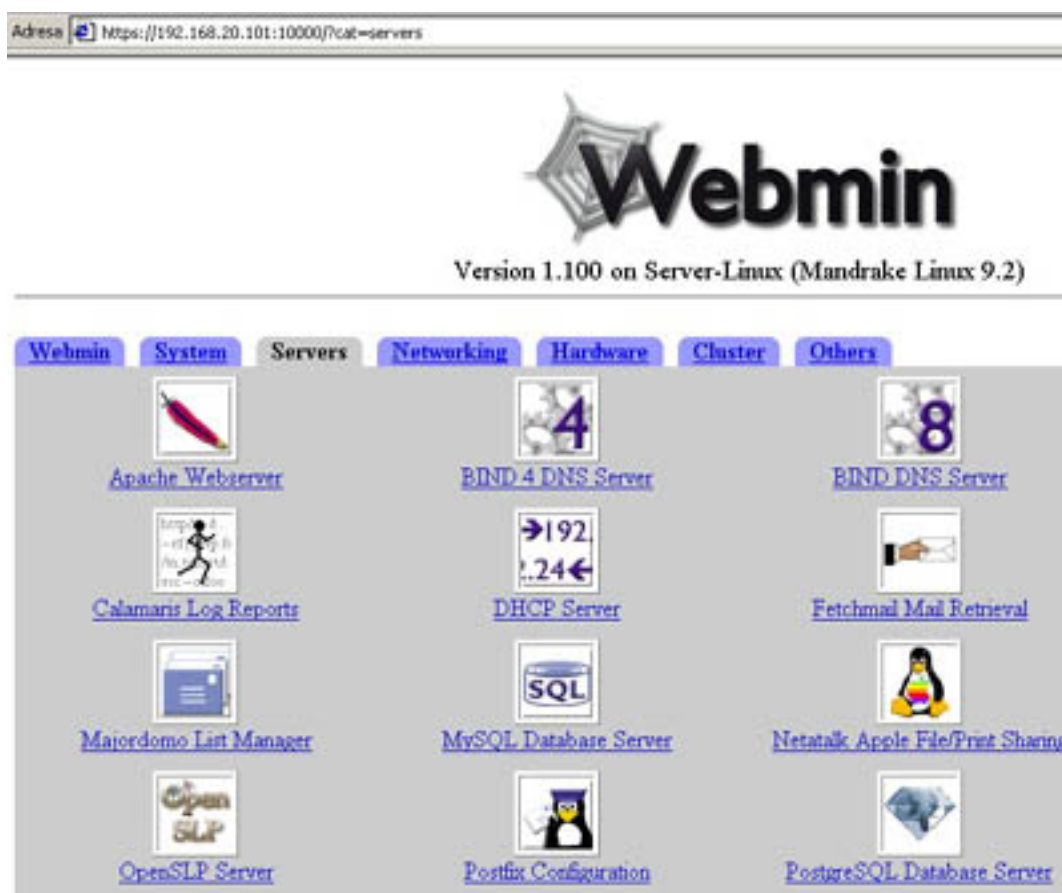 Adresa https://192.168.20.101:10000/?cat=servers
Webmin
Version 1.100 on Server-Linux (Mandrake Linux 9.2)
Webmin System Servers Networking Hardware Cluster Others
4 8
Apache Webserver BIND 4 DNS Server BIND DNS Server
192.
.24
Calamaris Log Reports DHCP Server Fetchmail Mail Retrieval
SQL
Majordomo List Manager MySQL Database Server Netatalk Apple File/Print Sharing
Open
SLP
OpenSLP Server Postfix Configuration PostgreSQL Database Server